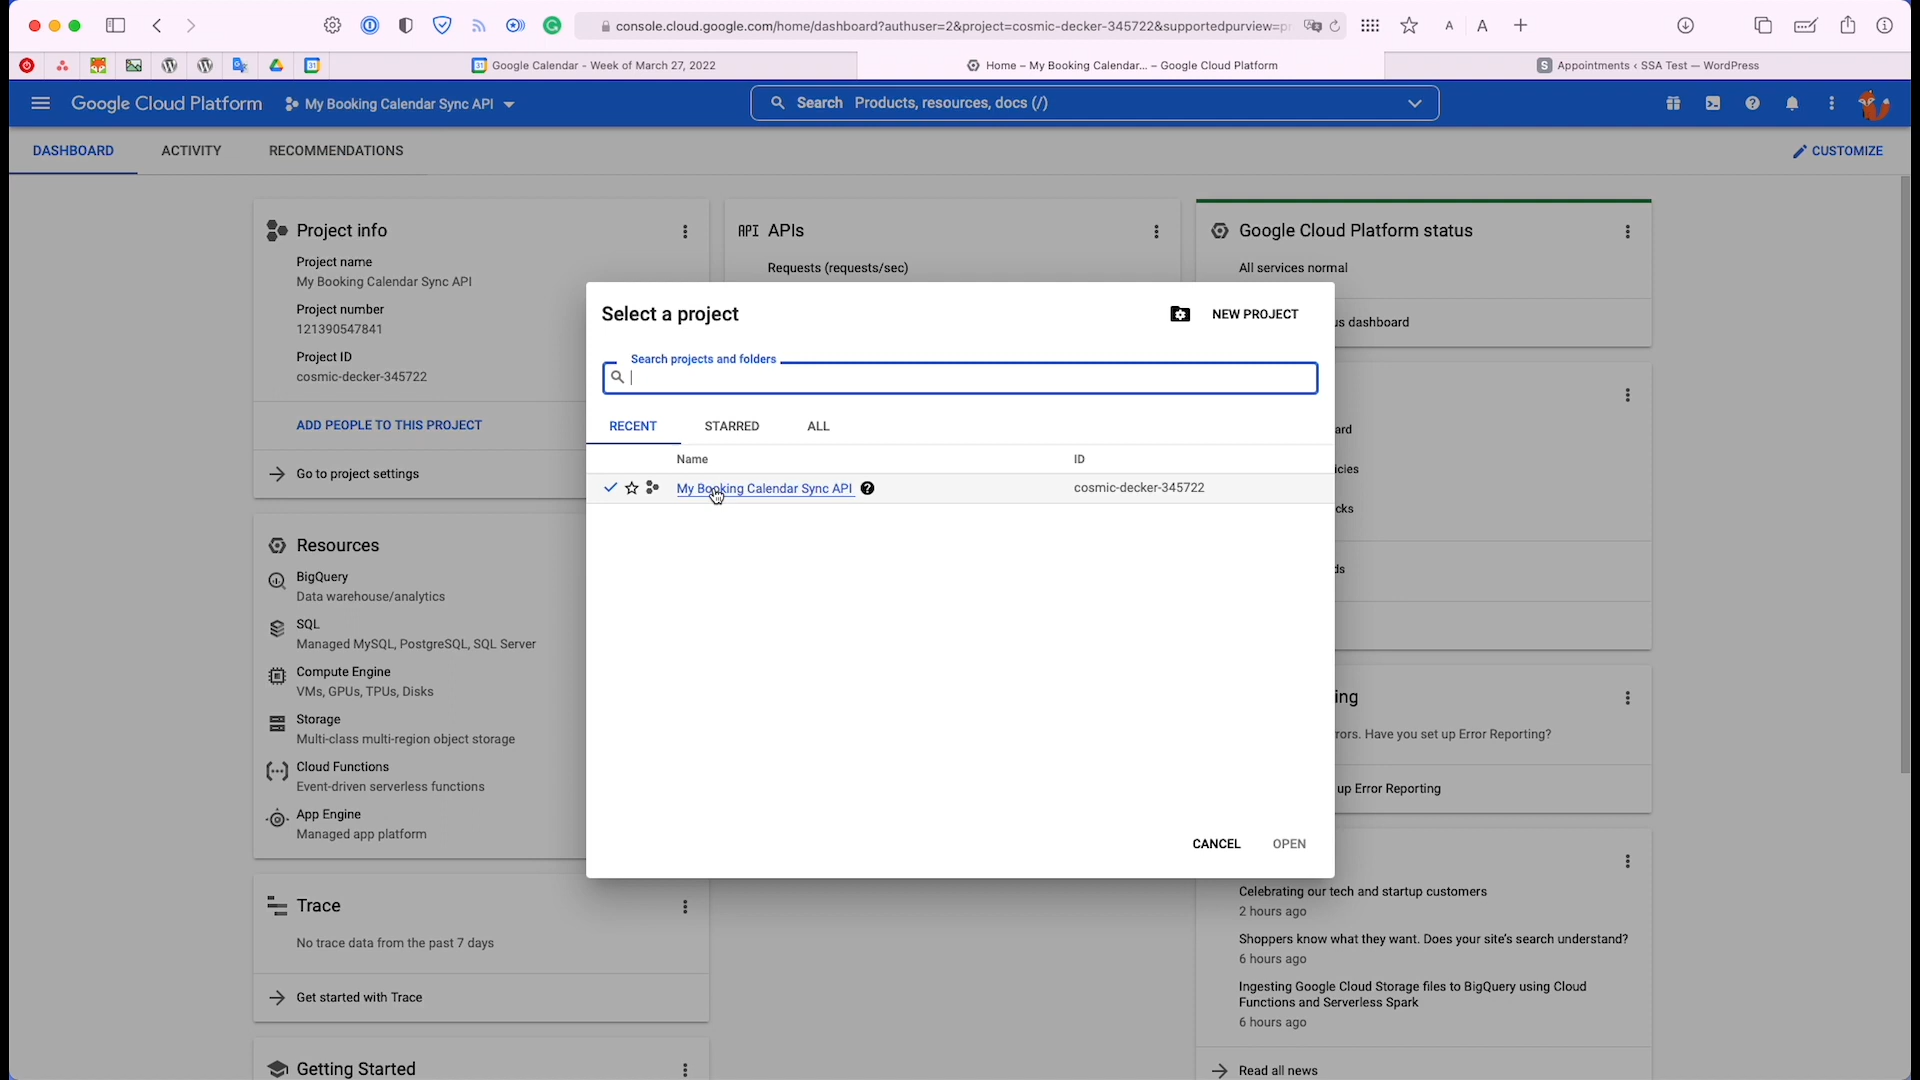 console.cloud.google.com/home/dashboard?authuser=2&project=cosmic-decker-345722&supportedpurview=pr
A A
Google Calendar - Week of March 27, 2022
Home – My Booking Calendar... – Google Cloud Platform
S Appointments ‹ SSA Test — WordPress
Google Cloud Platform
My Booking Calendar Sync API
Search Products, resources, docs (/)
DASHBOARD
ACTIVITY
RECOMMENDATIONS
CUSTOMIZE
Project info
Project name
My Booking Calendar Sync API
Project number
121390547841
Project ID
cosmic-decker-345722
ADD PEOPLE TO THIS PROJECT
Go to project settings
API APIs
Requests (requests/sec)
Google Cloud Platform status
All services normal
us dashboard
Select a project
NEW PROJECT
Search projects and folders
RECENT
STARRED
ALL
Name
ID
My Booking Calendar Sync API
cosmic-decker-345722
CANCEL
OPEN
Resources
BigQuery
Data warehouse/analytics
SQL
Managed MySQL, PostgreSQL, SQL Server
Compute Engine
VMs, GPUs, TPUs, Disks
Storage
Multi-class multi-region object storage
Cloud Functions
Event-driven serverless functions
App Engine
Managed app platform
Trace
No trace data from the past 7 days
Get started with Trace
Getting Started
ard
icies
cks
ds
ing
rors. Have you set up Error Reporting?
up Error Reporting
Celebrating our tech and startup customers
2 hours ago
Shoppers know what they want. Does your site's search understand?
6 hours ago
Ingesting Google Cloud Storage files to BigQuery using Cloud
Functions and Serverless Spark
6 hours ago
Read all news